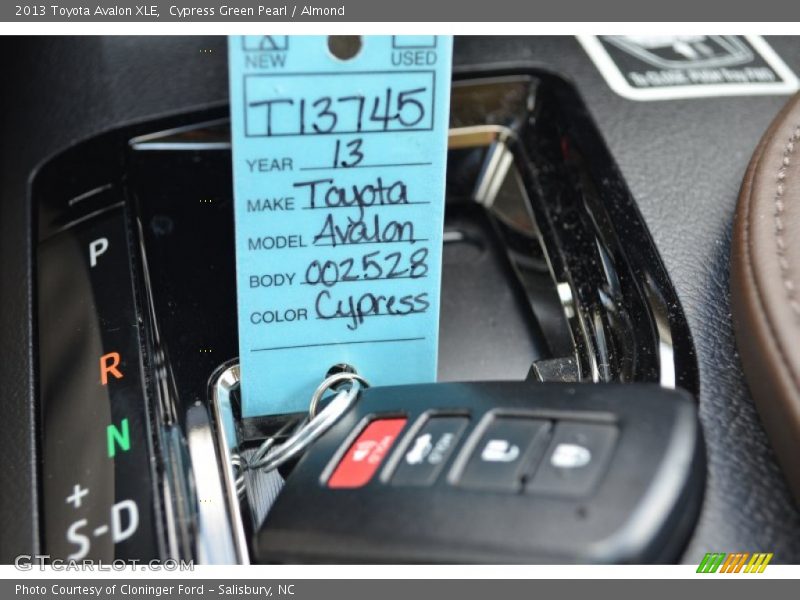 2013 Toyota Avalon XLE, Cypress Green Pearl / Almond
NEW USED
T13745
YEAR 13
MAKE Toyota
MODEL Avalon
BODY 002528
COLOR Cypress
P
R
N
+
S-D
GTCARLOT.COM
Photo Courtesy of Cloninger Ford - Salisbury, NC